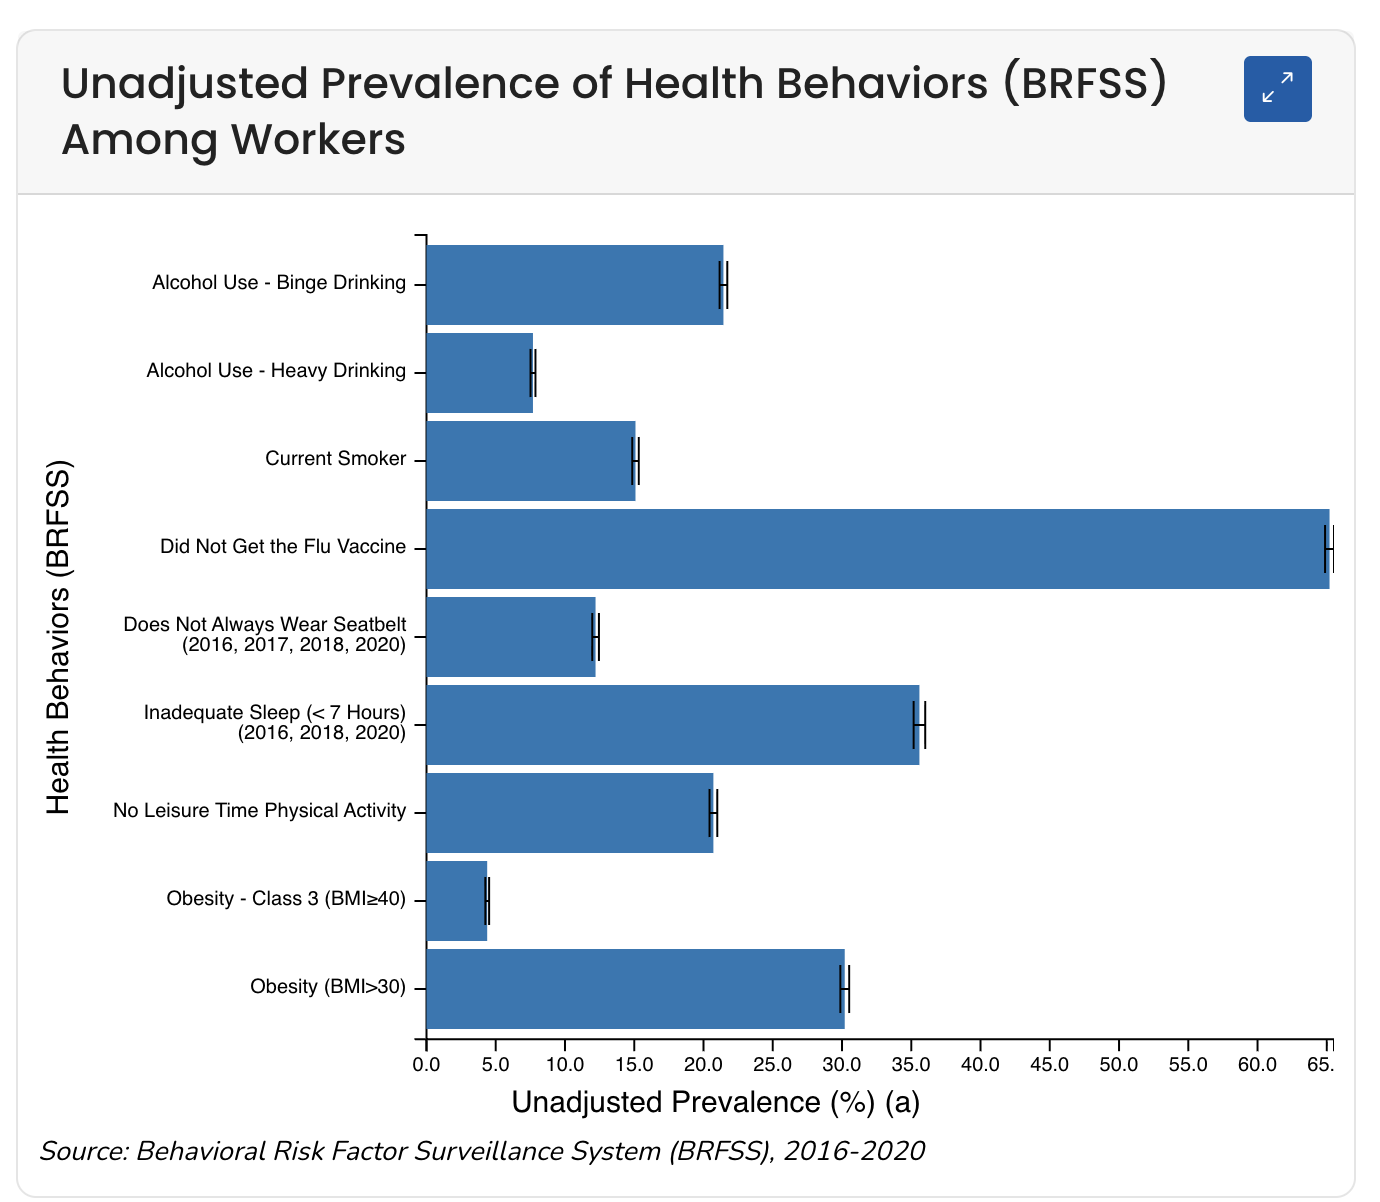 Unadjusted Prevalence of Health Behaviors (BRFSS)
Among Workers
Health Behaviors (BRFSS)
Alcohol Use - Binge Drinking
Alcohol Use - Heavy Drinking
Current Smoker
Did Not Get the Flu Vaccine
Does Not Always Wear Seatbelt
(2016, 2017, 2018, 2020)
Inadequate Sleep (< 7 Hours)
(2016, 2018, 2020)
No Leisure Time Physical Activity
Obesity - Class 3 (BMI≥40)
Obesity (BMI>30)
0.0 5.0 10.0 15.0 20.0 25.0 30.0 35.0 40.0 45.0 50.0 55.0 60.0 65.
Unadjusted Prevalence (%) (a)
Source: Behavioral Risk Factor Surveillance System (BRFSS), 2016-2020